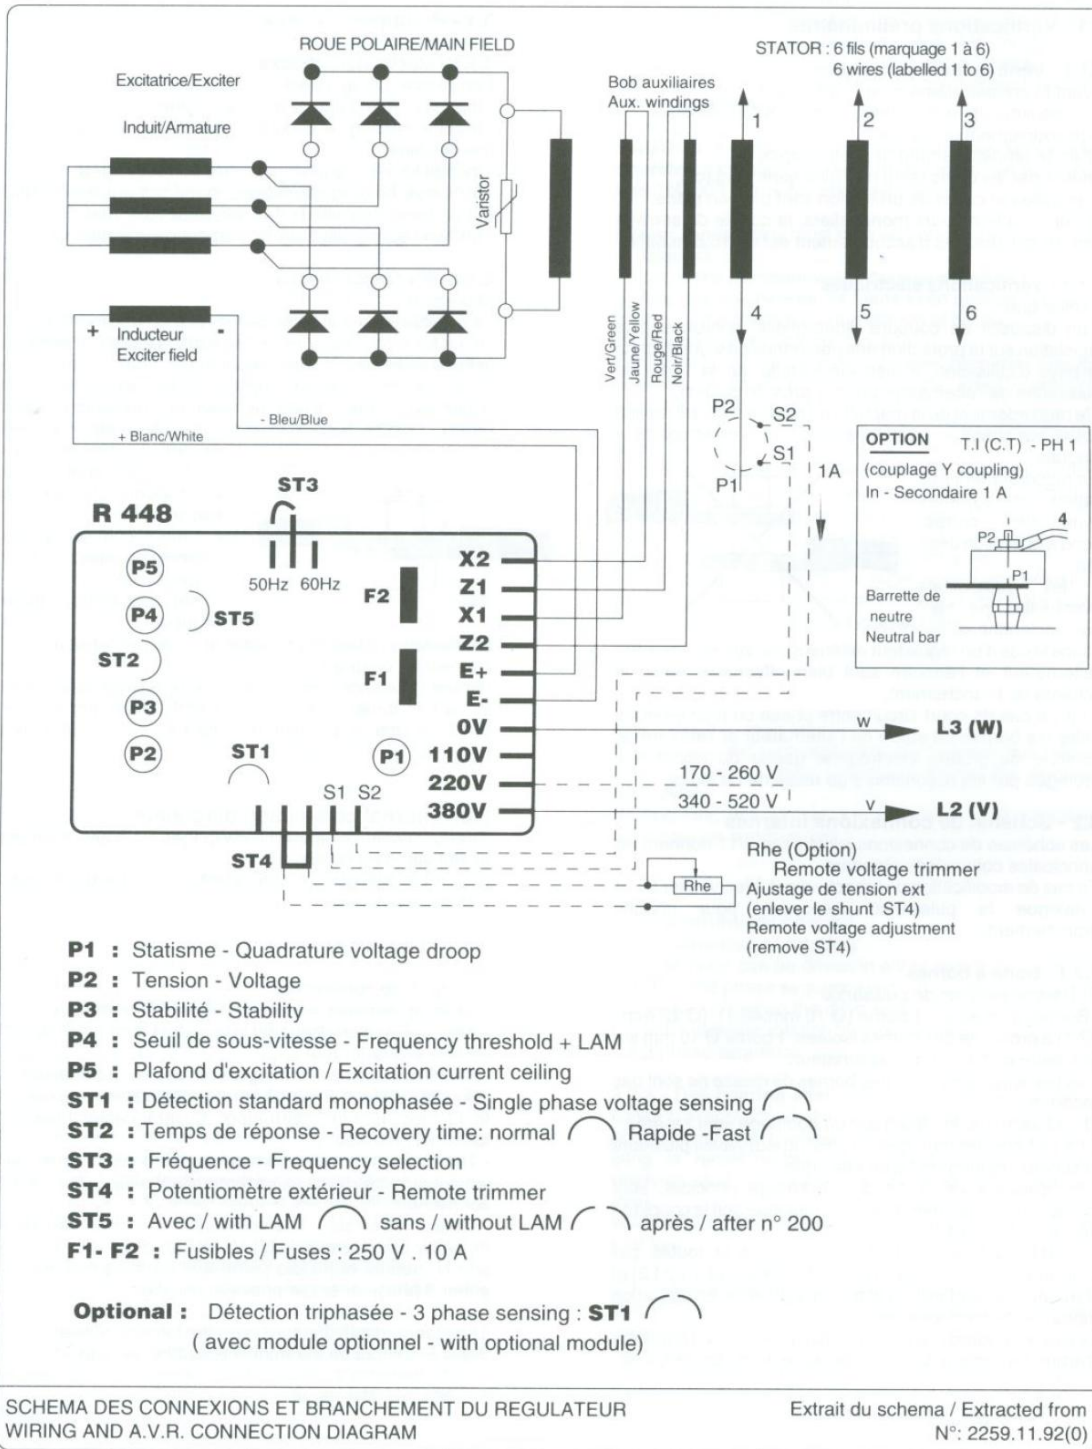 ROUE POLAIRE/MAIN FIELD
STATOR : 6 fils (marquage 1 à 6)
6 wires (labelled 1 to 6)
Excitatrice/Exciter
Bob auxiliaires
Aux. windings
Induit/Armature
1
2
3
Varistor
4
5
6
+
-
Inducteur
Exciter field
Vert/Green
Jaune/Yellow
Rouge/Red
Noir/Black
- Bleu/Blue
+ Blanc/White
P2
S2
S1
P1
1A
OPTION T.I (C.T) - PH 1
(couplage Y coupling)
In - Secondaire 1 A
4
P2
P1
Barrette de
neutre
Neutral bar
ST3
R 448
50Hz 60Hz
P5
P4
ST5
ST2
P3
P2
ST1
F2
F1
P1
X2
Z1
X1
Z2
E+
E-
0V
110V
220V
380V
S1 S2
ST4
W
L3 (W)
170 - 260 V
340 - 520 V
V
L2 (V)
Rhe
Rhe (Option)
Remote voltage trimmer
Ajustage de tension ext
(enlever le shunt ST4)
Remote voltage adjustment
(remove ST4)
P1 : Statisme - Quadrature voltage droop
P2 : Tension - Voltage
P3 : Stabilité - Stability
P4 : Seuil de sous-vitesse - Frequency threshold + LAM
P5 : Plafond d'excitation / Excitation current ceiling
ST1 : Détection standard monophasée - Single phase voltage sensing
ST2 : Temps de réponse - Recovery time: normal Rapide -Fast
ST3 : Fréquence - Frequency selection
ST4 : Potentiomètre extérieur - Remote trimmer
ST5 : Avec / with LAM sans / without LAM après / after n° 200
F1- F2 : Fusibles / Fuses : 250 V . 10 A
Optional : Détection triphasée - 3 phase sensing : ST1
( avec module optionnel - with optional module)
SCHEMA DES CONNEXIONS ET BRANCHEMENT DU REGULATEUR
WIRING AND A.V.R. CONNECTION DIAGRAM
Extrait du schema / Extracted from
N°: 2259.11.92(0)